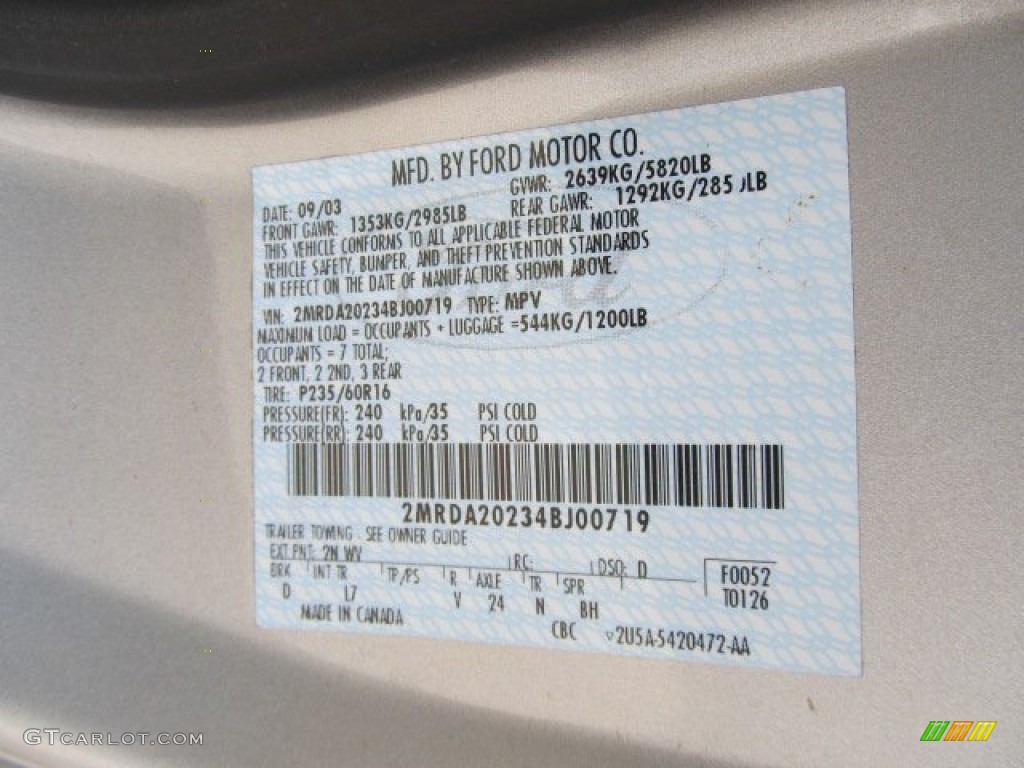 MFD. BY FORD MOTOR CO.
DATE: 09/03 GVWR: 2639KG/5820LB
FRONT GAWR: 1353KG/2985LB REAR GAWR: 1292KG/285 LB
THIS VEHICLE CONFORMS TO ALL APPLICABLE FEDERAL MOTOR
VEHICLE SAFETY, BUMPER, AND THEFT PREVENTION STANDARDS
IN EFFECT ON THE DATE OF MANUFACTURE SHOWN ABOVE.
VIN: 2MRDA20234BJ00719 TYPE: MPV
MAXIMUM LOAD = OCCUPANTS + LUGGAGE =544KG/1200LB
OCCUPANTS = 7 TOTAL;
2 FRONT, 2 2ND, 3 REAR
TIRE: P235/60R16
PRESSURE(FR): 240 kPa/35 PSI COLD
PRESSURE(RR): 240 kPa/35 PSI COLD
2MRDA20234BJ00719
TRAILER TOWING - SEE OWNER GUIDE
EXT PNT: 2N WV RC: DSO: D
BRK INT TR TP/PS R AXLE TR SPR F0052
D L7 V 24 N BH T0126
MADE IN CANADA CBC ▿2U5A-5420472-AA
GTCARLOT.COM